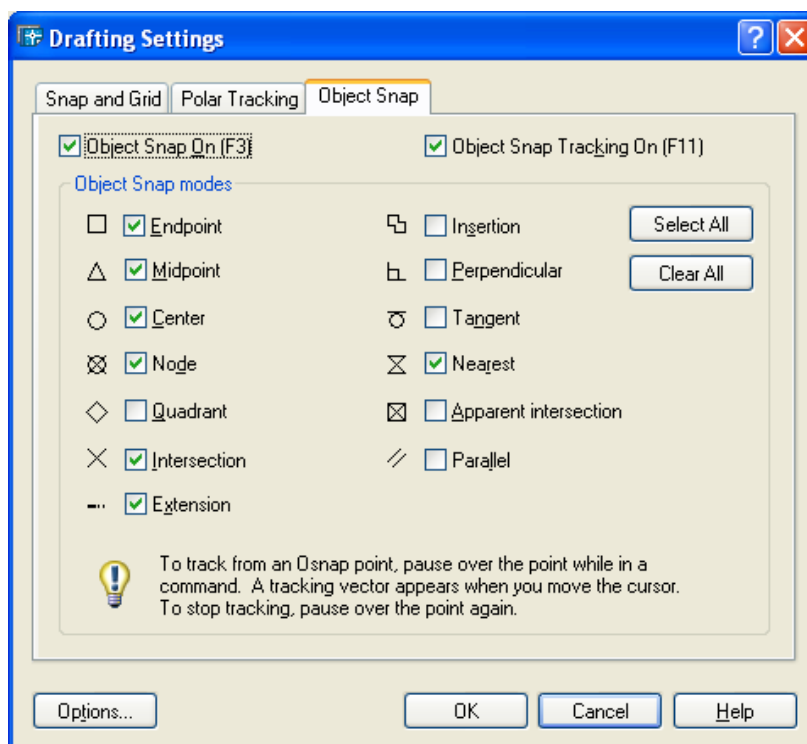 Drafting Settings
Snap and Grid
Polar Tracking
Object Snap
Object Snap On (F3)
Object Snap Tracking On (F11)
Object Snap modes
Endpoint
Midpoint
Center
Node
Quadrant
Intersection
Extension
Insertion
Perpendicular
Tangent
Nearest
Apparent intersection
Parallel
Select All
Clear All
To track from an Osnap point, pause over the point while in a
command. A tracking vector appears when you move the cursor.
To stop tracking, pause over the point again.
Options...
OK
Cancel
Help